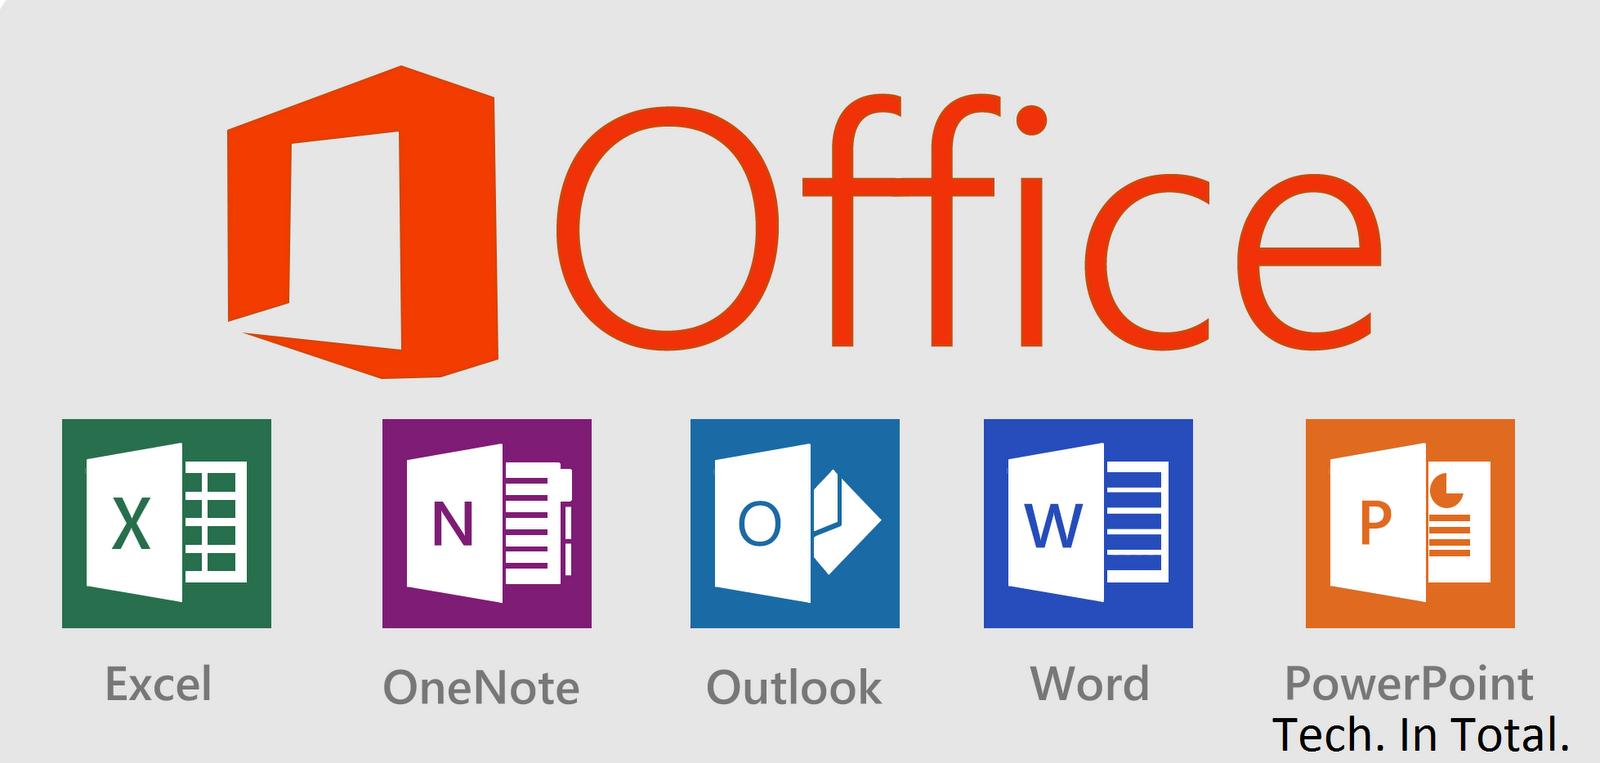 Office
X N O W P
Excel OneNote Outlook Word PowerPoint
Tech. In Total.